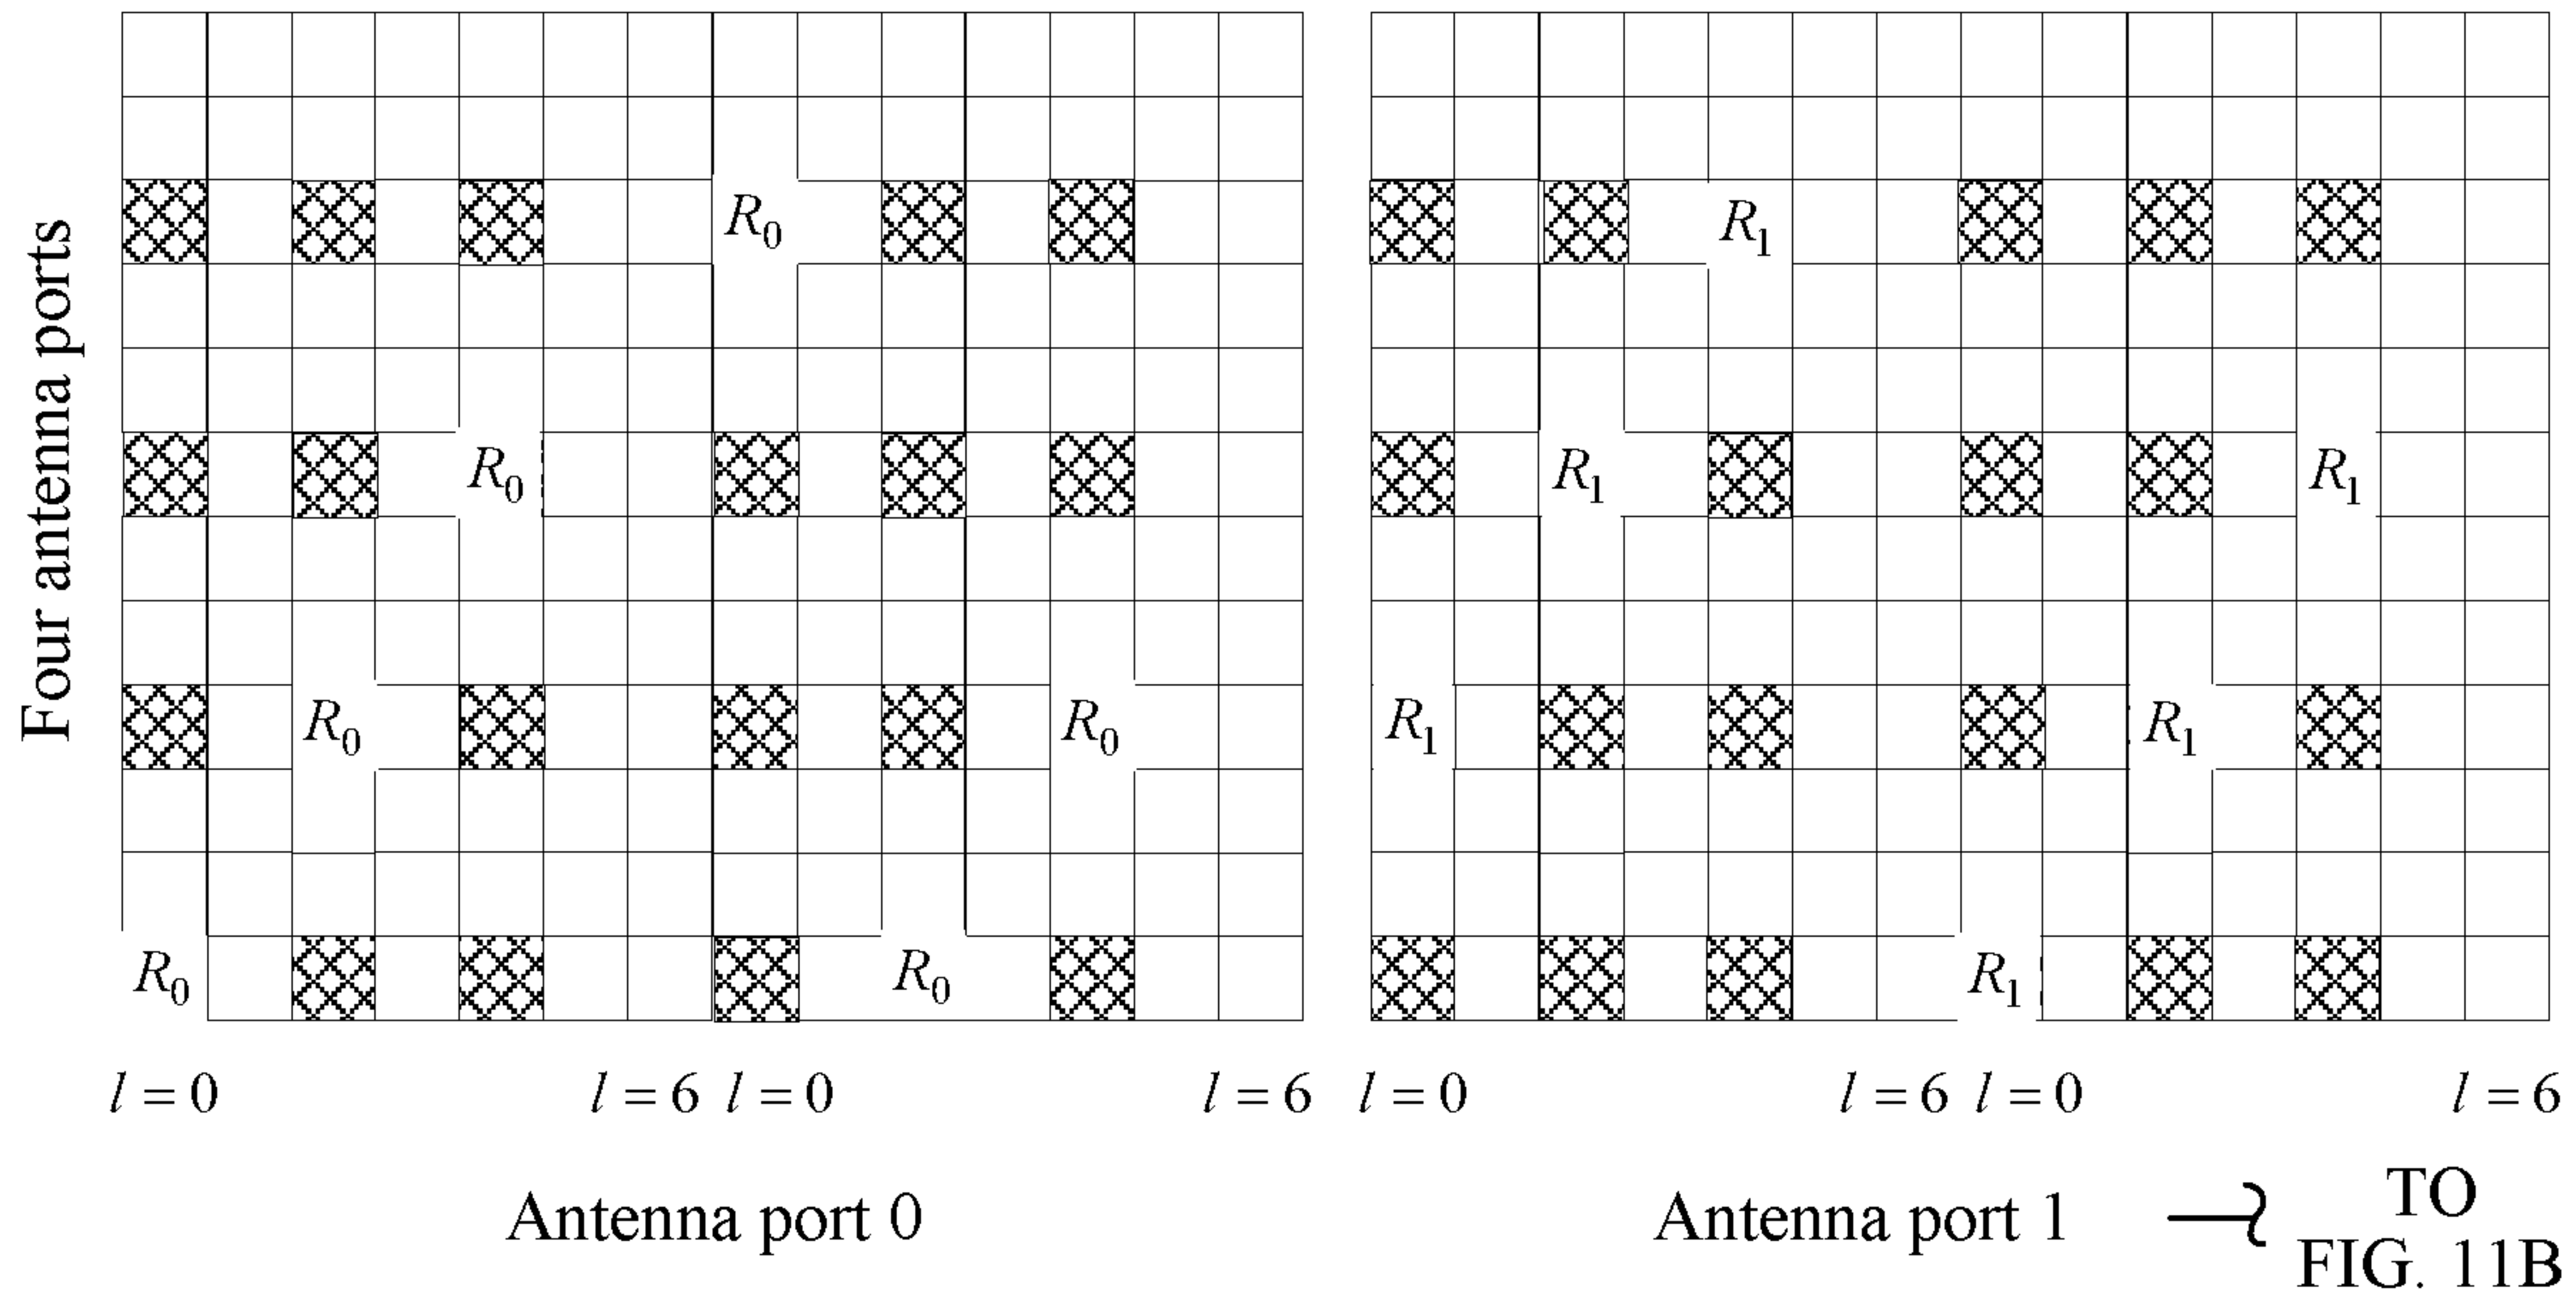 Four antenna ports
R0 R1
R0 R1 R1
R0 R0 R1 R1
R0 R0 R1
l = 0 l = 6 l = 0 l = 6 l = 0 l = 6 l = 0 l = 6
Antenna port 0 Antenna port 1 TO
FIG. 11B